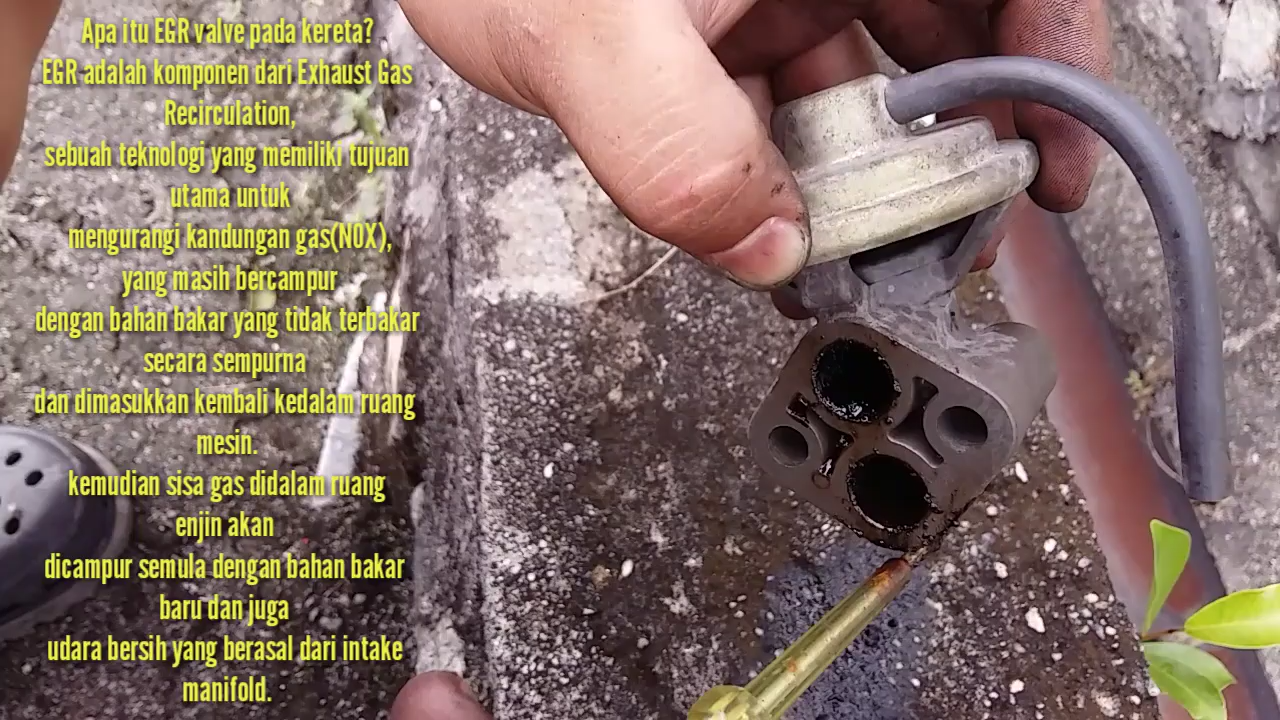 Apa itu EGR valve pada kereta?
EGR adalah komponen dari Exhaust Gas
Recirculation,
sebuah teknologi yang memiliki tujuan
utama untuk
mengurangi kandungan gas(NOX),
yang masih bercampur
dengan bahan bakar yang tidak terbakar
secara sempurna
dan dimasukkan kembali kedalam ruang
mesin.
kemudian sisa gas didalam ruang
enjin akan
dicampur semula dengan bahan bakar
baru dan juga
udara bersih yang berasal dari intake
manifold.